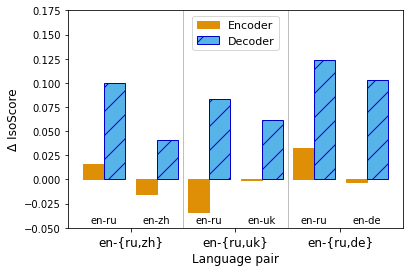 Δ IsoScore
0.175
0.150
0.125
0.100
0.075
0.050
0.025
0.000
−0.025
−0.050
Encoder
Decoder
en-ru en-zh en-ru en-uk en-ru en-de
en-{ru,zh} en-{ru,uk} en-{ru,de}
Language pair